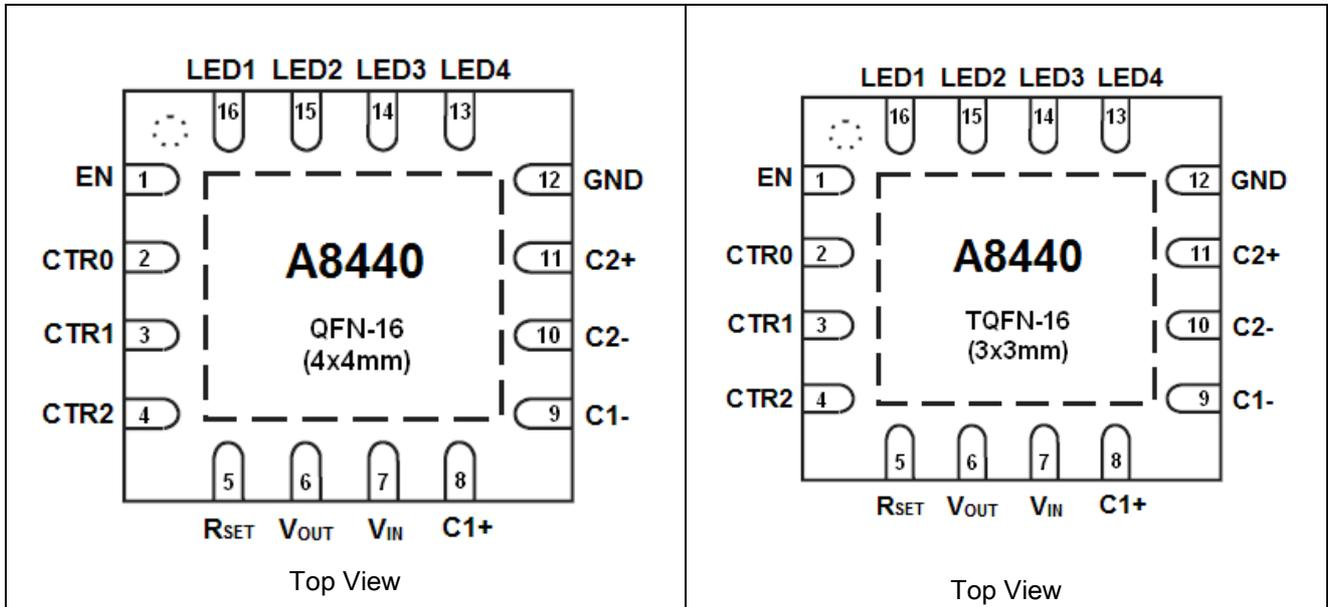 LED1 LED2 LED3 LED4
16 15 14 13
EN 1 12 GND
CTR0 2 11 C2+
CTR1 3 10 C2-
CTR2 4 9 C1-
A8440
QFN-16
(4x4mm)
5 6 7 8
RSET VOUT VIN C1+
Top View
LED1 LED2 LED3 LED4
16 15 14 13
EN 1 12 GND
CTR0 2 11 C2+
CTR1 3 10 C2-
CTR2 4 9 C1-
A8440
TQFN-16
(3x3mm)
5 6 7 8
RSET VOUT VIN C1+
Top View